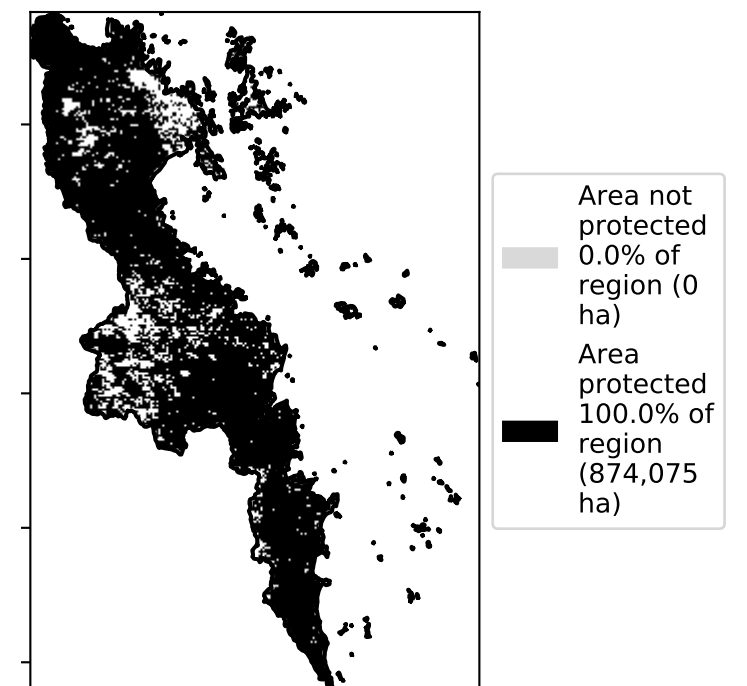 Area not
protected
0.0% of
region (0
ha)
Area
protected
100.0% of
region
(874,075
ha)